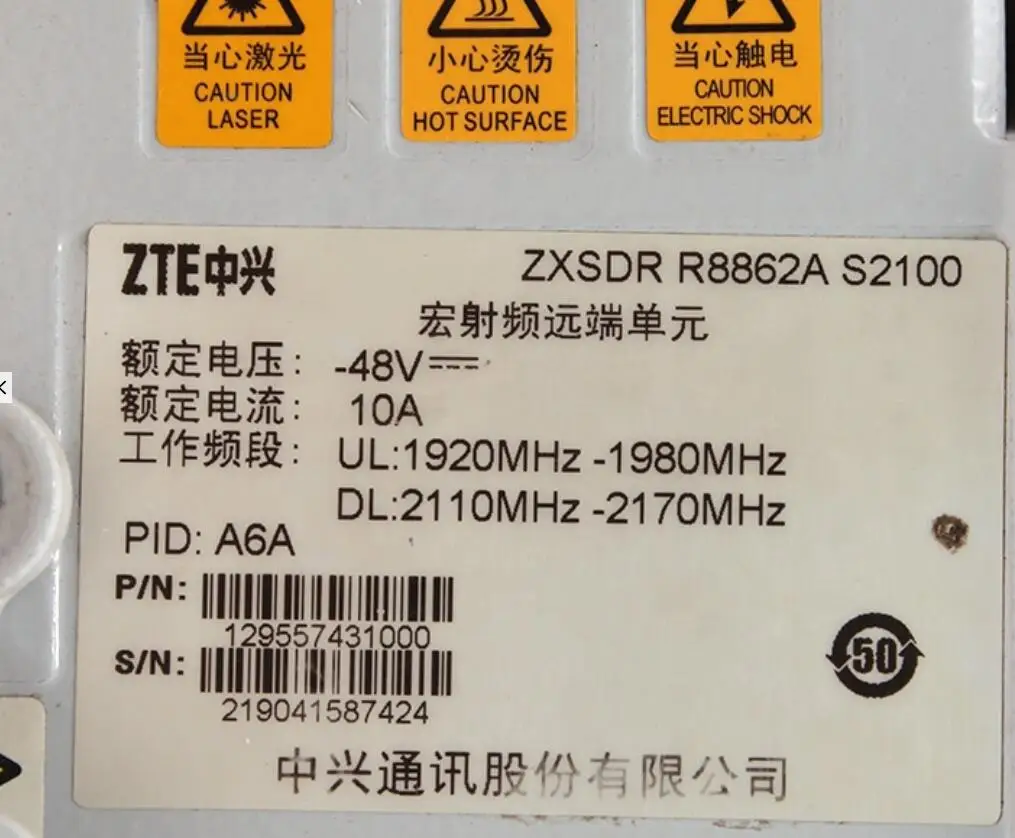 当心激光
CAUTION
LASER
小心烫伤
CAUTION
HOT SURFACE
当心触电
CAUTION
ELECTRIC SHOCK
ZTE中兴
ZXSDR R8862A S2100
宏射频远端单元
额定电压: -48V
额定电流: 10A
工作频段: UL:1920MHz -1980MHz
DL:2110MHz -2170MHz
PID: A6A
P/N:
129557431000
S/N:
219041587424
50
中兴通讯股份有限公司